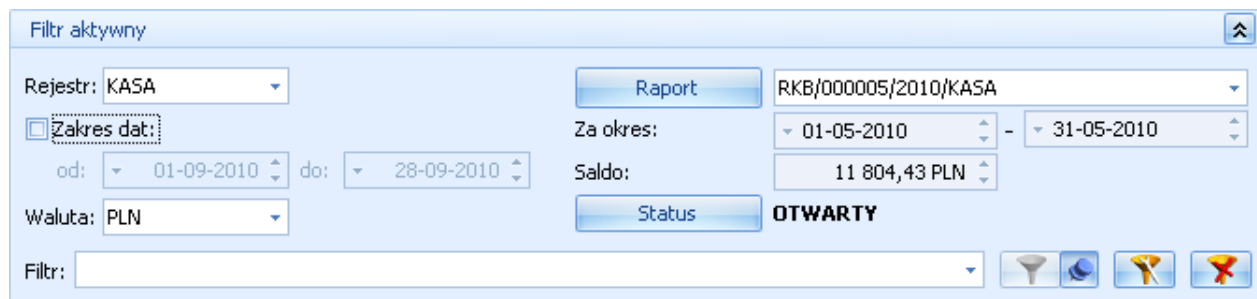 Filtr aktywny
Rejestr: KASA Raport RKB/000005/2010/KASA
Zakres dat: Za okres: 01-05-2010 - 31-05-2010
od: 01-09-2010 do: 28-09-2010 Saldo: 11 804,43 PLN
Waluta: PLN Status OTWARTY
Filtr: